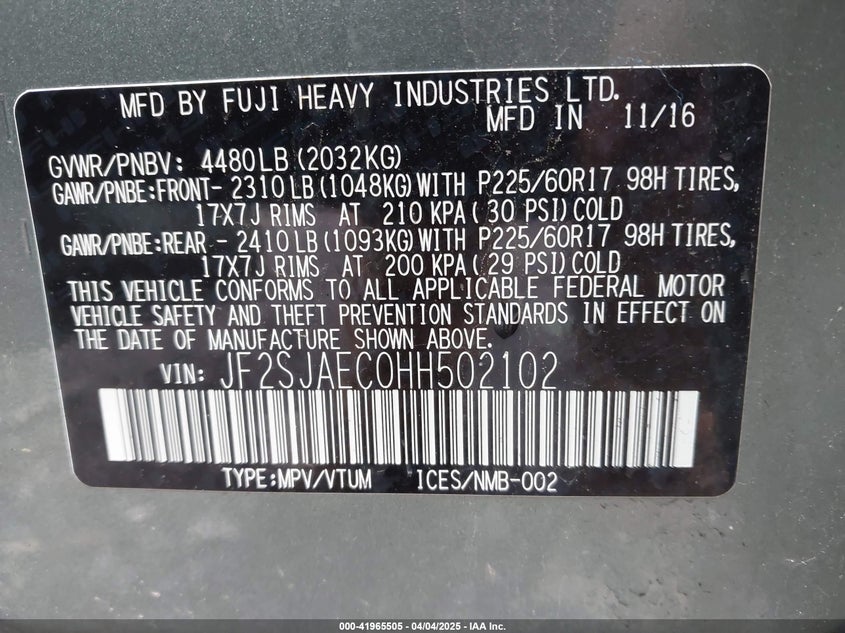 MFD BY FUJI HEAVY INDUSTRIES LTD.
MFD IN 11/16
GVWR/PNBV: 4480LB(2032KG)
GAWR/PNBE:FRONT- 2310LB(1048KG)WITH P225/60R17 98H TIRES,
17X7J RIMS AT 210 KPA(30 PSI)COLD
GAWR/PNBE:REAR - 2410LB(1093KG)WITH P225/60R17 98H TIRES,
17X7J RIMS AT 200 KPA(29 PSI)COLD
THIS VEHICLE CONFORMS TO ALL APPLICABLE FEDERAL MOTOR
VEHICLE SAFETY AND THEFT PREVENTION STANDARDS IN EFFECT ON
THE DATE OF MANUFACTURE SHOWN ABOVE.
VIN: JF2SJAEC0HH502102
TYPE:MPV/VTUM ICES/NMB-002
000-41965505 - 04/04/2025 - IAA Inc.